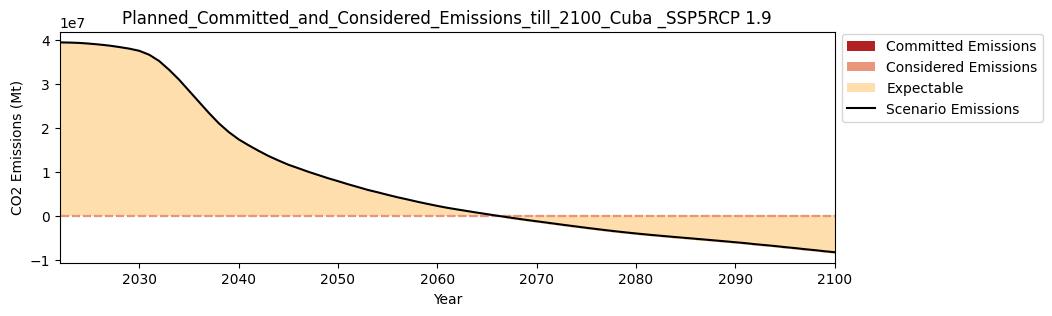 Planned_Committed_and_Considered_Emissions_till_2100_Cuba _SSP5RCP 1.9
1e7
4
3
2
1
0
−1
CO2 Emissions (Mt)
2030 2040 2050 2060 2070 2080 2090 2100
Year
Committed Emissions
Considered Emissions
Expectable
Scenario Emissions